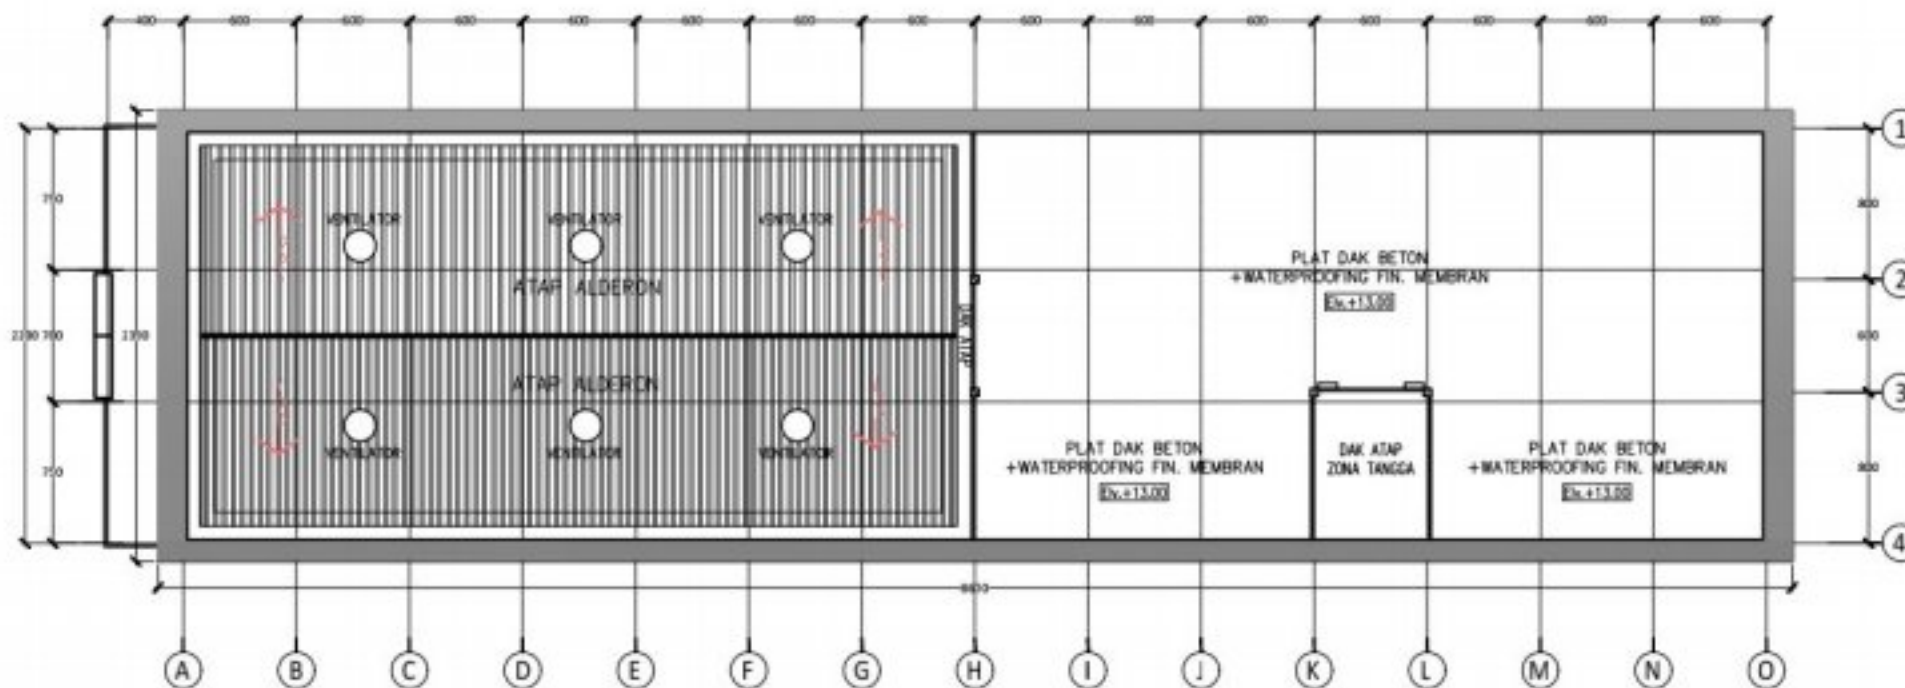 400 600 600 600 600 600 600 600 600 600 600 600 600 600 600
1
750
800
VENTILATOR VENTILATOR VENTILATOR
PLAT DAK BETON
+WATERPROOFING FIN. MEMBRAN
Elv.+13.00
2
ATAP ALDERON
DAK ATAP
700
600
ATAP ALDERON
3
VENTILATOR VENTILATOR VENTILATOR
750
800
PLAT DAK BETON
+WATERPROOFING FIN. MEMBRAN
Elv.+13.00
DAK ATAP
ZONA TANGGA
PLAT DAK BETON
+WATERPROOFING FIN. MEMBRAN
Elv.+13.00
4
A B C D E F G H I J K L M N O